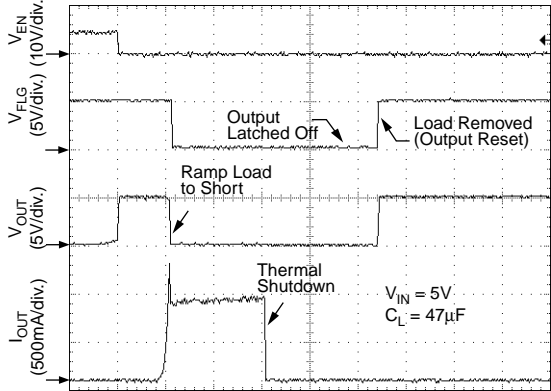 V_EN
(10V/div.)
V_FLG
(5V/div.)
Output
Latched Off
Load Removed
(Output Reset)
Ramp Load
to Short
V_OUT
(5V/div.)
Thermal
Shutdown
V_IN = 5V
C_L = 47µF
I_OUT
(500mA/div.)